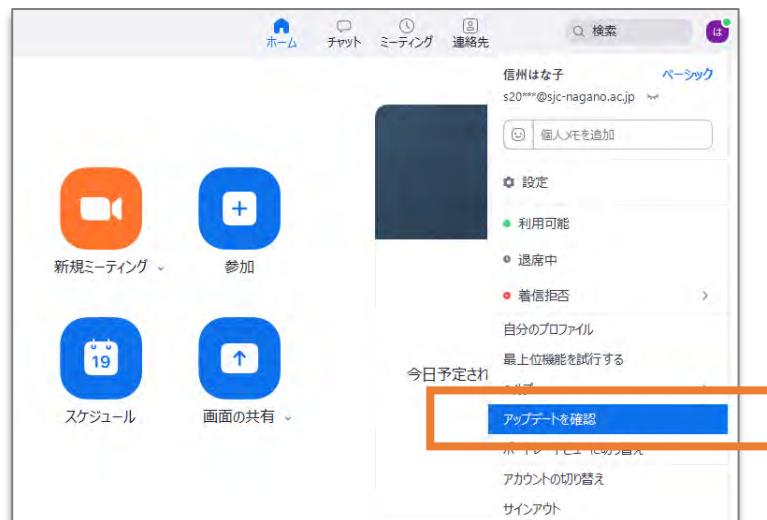 ホーム
チャット
ミーティング
連絡先
検索
は
信州はな子
ベーシック
s20***@sjc-nagano.ac.jp
個人メモを追加
設定
利用可能
退席中
着信拒否
自分のプロファイル
最上位機能を試行する
アップデートを確認
アカウントの切り替え
サインアウト
新規ミーティング
参加
19
スケジュール
画面の共有
今日予定され